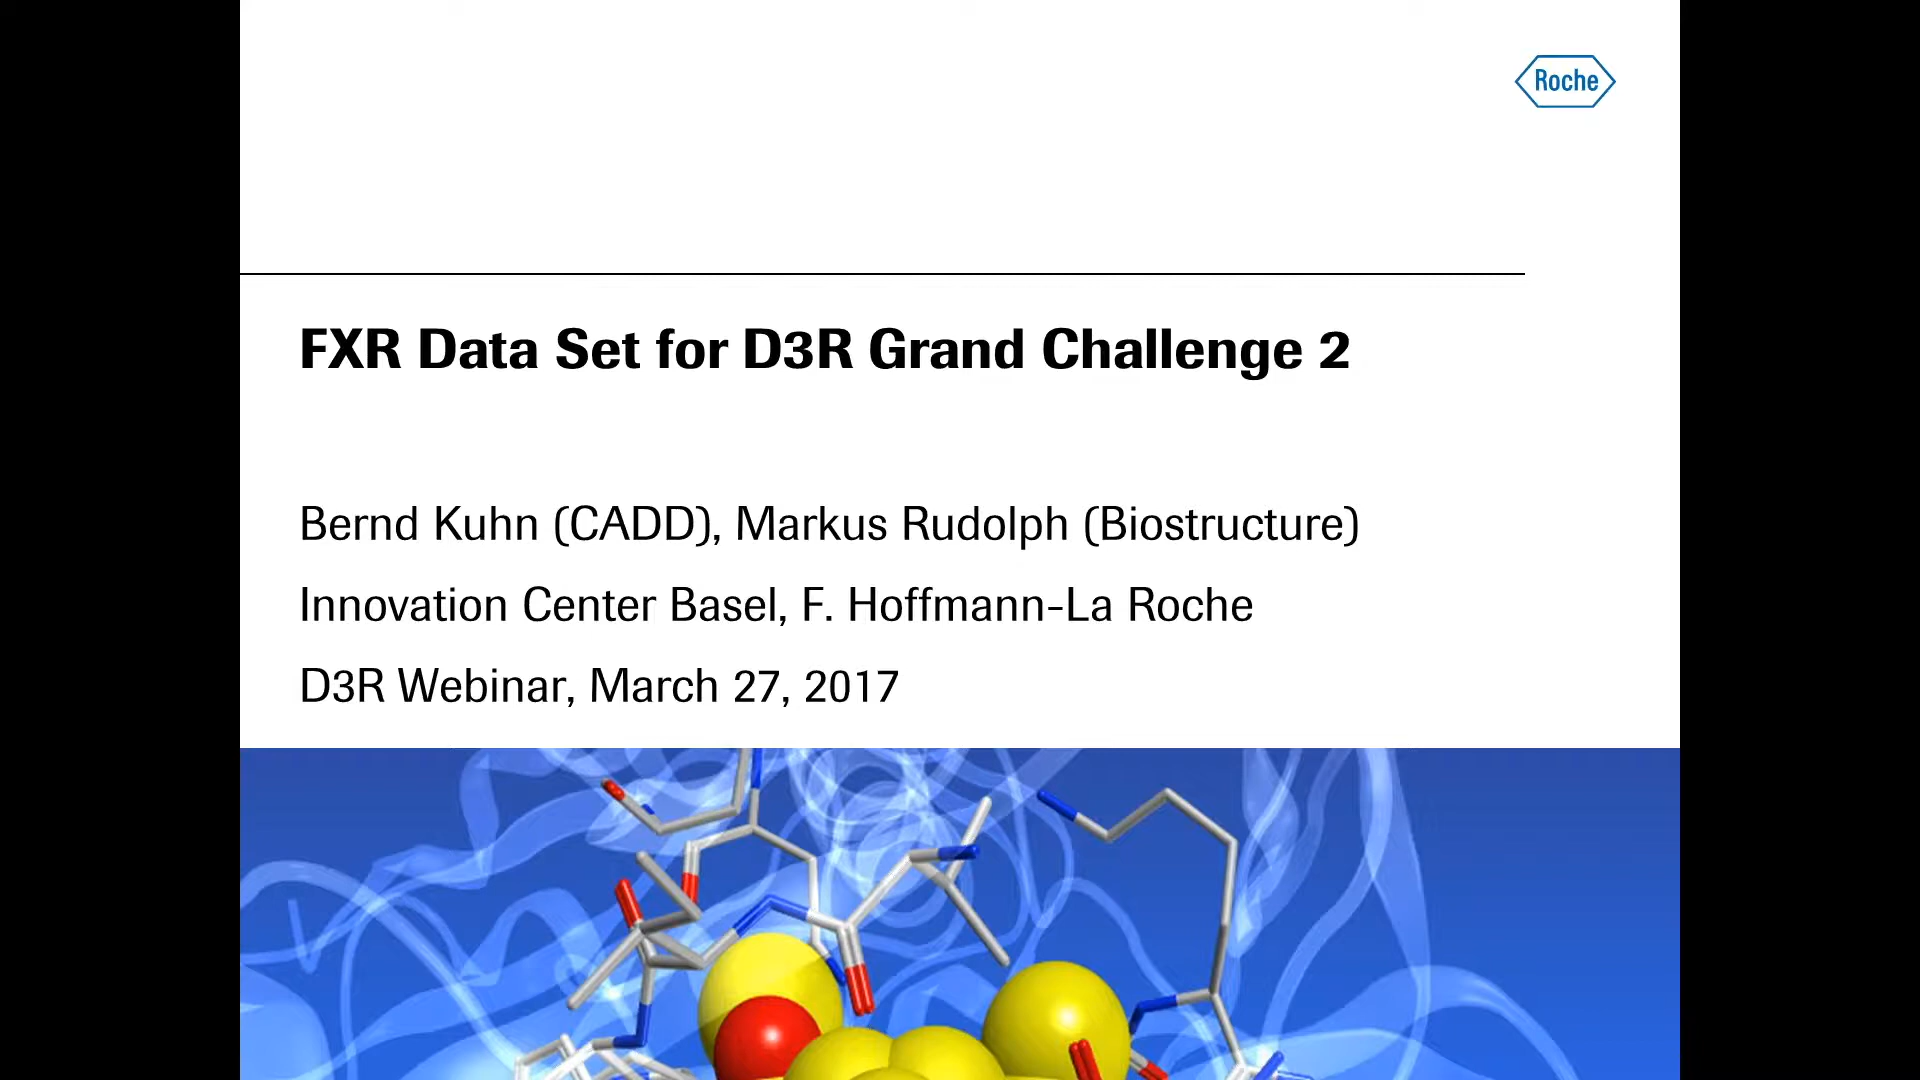 Roche
FXR Data Set for D3R Grand Challenge 2
Bernd Kuhn (CADD), Markus Rudolph (Biostructure)
Innovation Center Basel, F. Hoffmann-La Roche
D3R Webinar, March 27, 2017